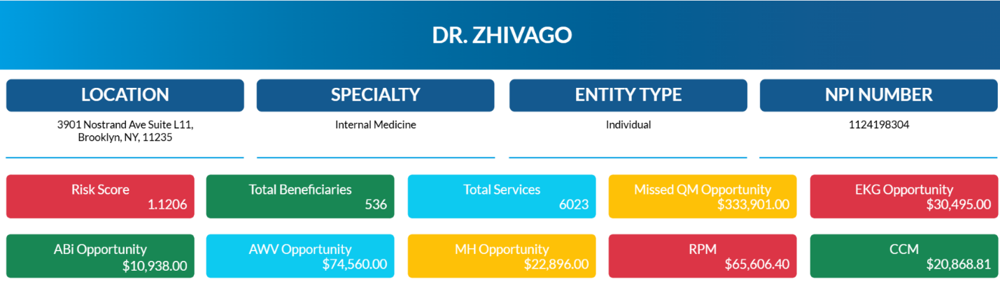 DR. ZHIVAGO
LOCATION
3901 Nostrand Ave Suite L11,
Brooklyn, NY, 11235
SPECIALTY
Internal Medicine
ENTITY TYPE
Individual
NPI NUMBER
1124198304
Risk Score
1.1206
Total Beneficiaries
536
Total Services
6023
Missed QM Opportunity
$333,901.00
EKG Opportunity
$30,495.00
ABi Opportunity
$10,938.00
AWV Opportunity
$74,560.00
MH Opportunity
$22,896.00
RPM
$65,606.40
CCM
$20,868.81